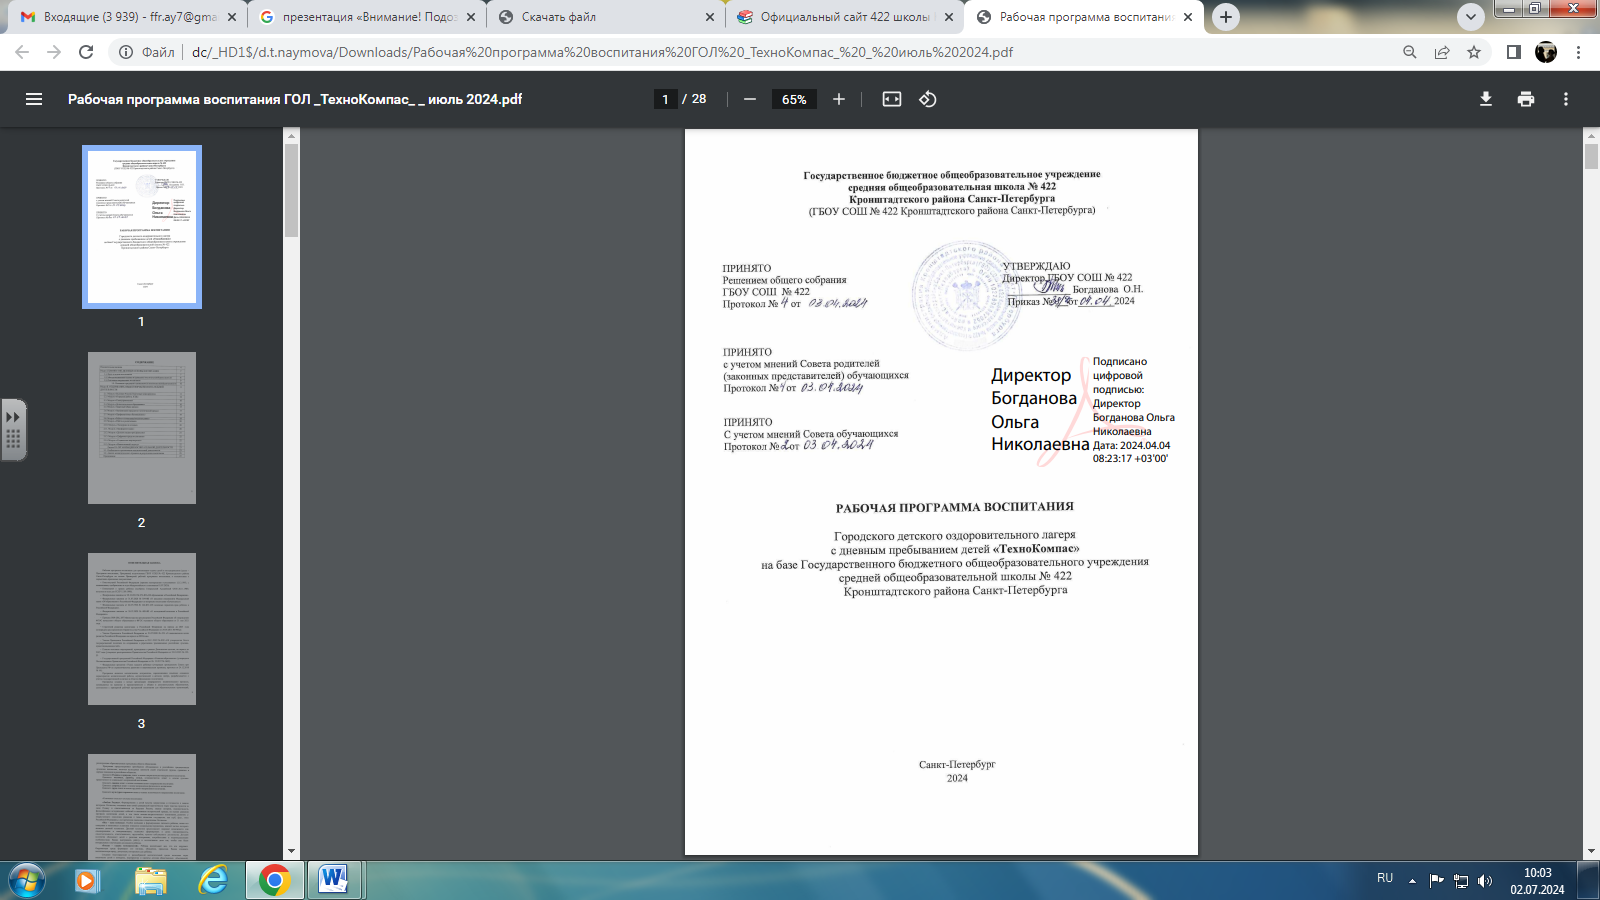 Входящие (3 939) - ffr.ay7@gma
презентация «Внимание! Подоз
Скачать файл
Официальный сайт 422 школы
Рабочая программа воспитани
Файл
dc/_HD1$/d.t.naymova/Downloads/Рабочая%20программа%20воспитания%20ГОЛ%20_ТехноКомпас_%20_%20июль%202024.pdf
Рабочая программа воспитания ГОЛ _ТехноКомпас_ _ июль 2024.pdf
1 / 28
65%
1
2
3
Государственное бюджетное общеобразовательное учреждение
средняя общеобразовательная школа № 422
Кронштадтского района Санкт-Петербурга
(ГБОУ СОШ № 422 Кронштадтского района Санкт-Петербурга)
ПРИНЯТО
Решением общего собрания
ГБОУ СОШ № 422
Протокол № 4 от 03.04.2024
УТВЕРЖДАЮ
Директор ГБОУ СОШ № 422
Богданова О.Н.
Приказ № от 04.04 2024
ПРИНЯТО
с учетом мнений Совета родителей
(законных представителей) обучающихся
Протокол №4 от 03.04.2024
ПРИНЯТО
С учетом мнений Совета обучающихся
Протокол №2 от 03 04.2024
Директор
Богданова
Ольга
Николаевна
Подписано
цифровой
подписью:
Директор
Богданова Ольга
Николаевна
Дата: 2024.04.04
08:23:17 +03'00'
РАБОЧАЯ ПРОГРАММА ВОСПИТАНИЯ
Городского детского оздоровительного лагеря
с дневным пребыванием детей «ТехноКомпас»
на базе Государственного бюджетного общеобразовательного учреждения
средней общеобразовательной школы № 422
Кронштадтского района Санкт-Петербурга
Санкт-Петербург
2024
RU
10:03
02.07.2024